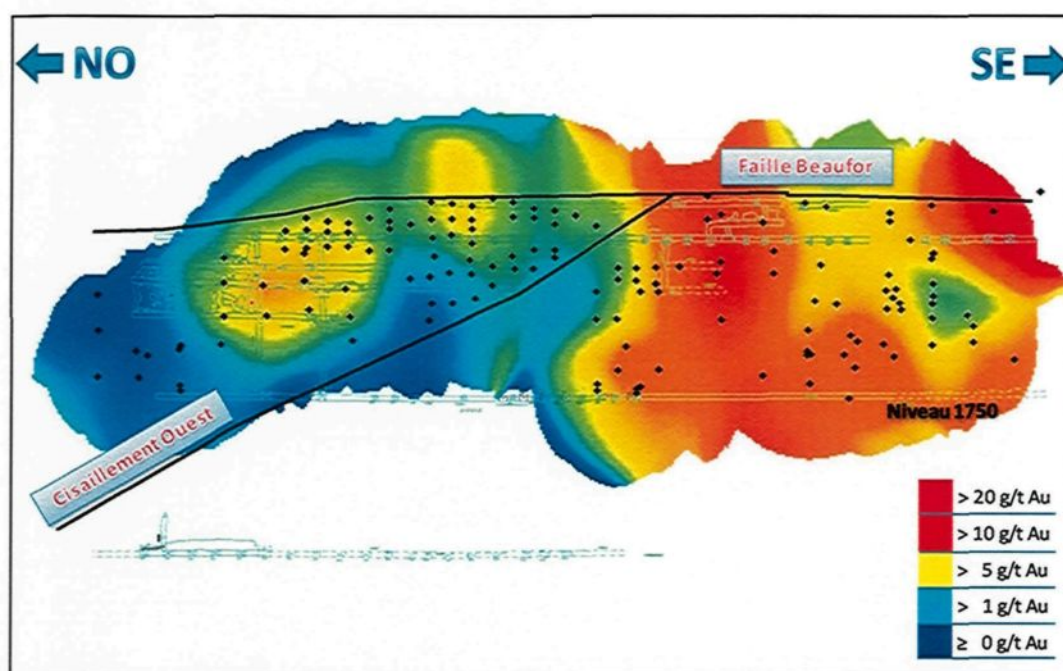 NO
SE
Faille Beaufor
Cisaillement Ouest
Niveau 1750
> 20 g/t Au
> 10 g/t Au
> 5 g/t Au
> 1 g/t Au
≥ 0 g/t Au